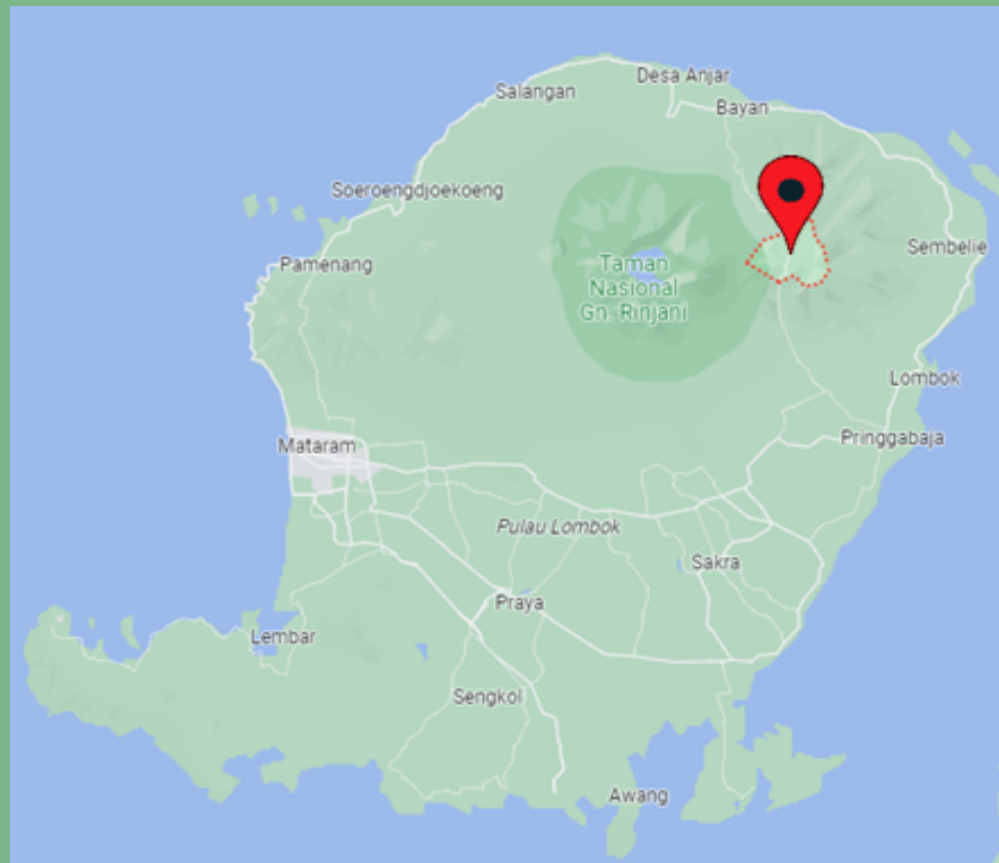 Desa Anjar
Salangan
Bayan
Soeroengdjoekoeng
Sembelie
Pamenang
Taman
Nasional
Gn. Rinjani
Lombok
Pringgabaja
Mataram
Pulau Lombok
Sakra
Praya
Lembar
Sengkol
Awang